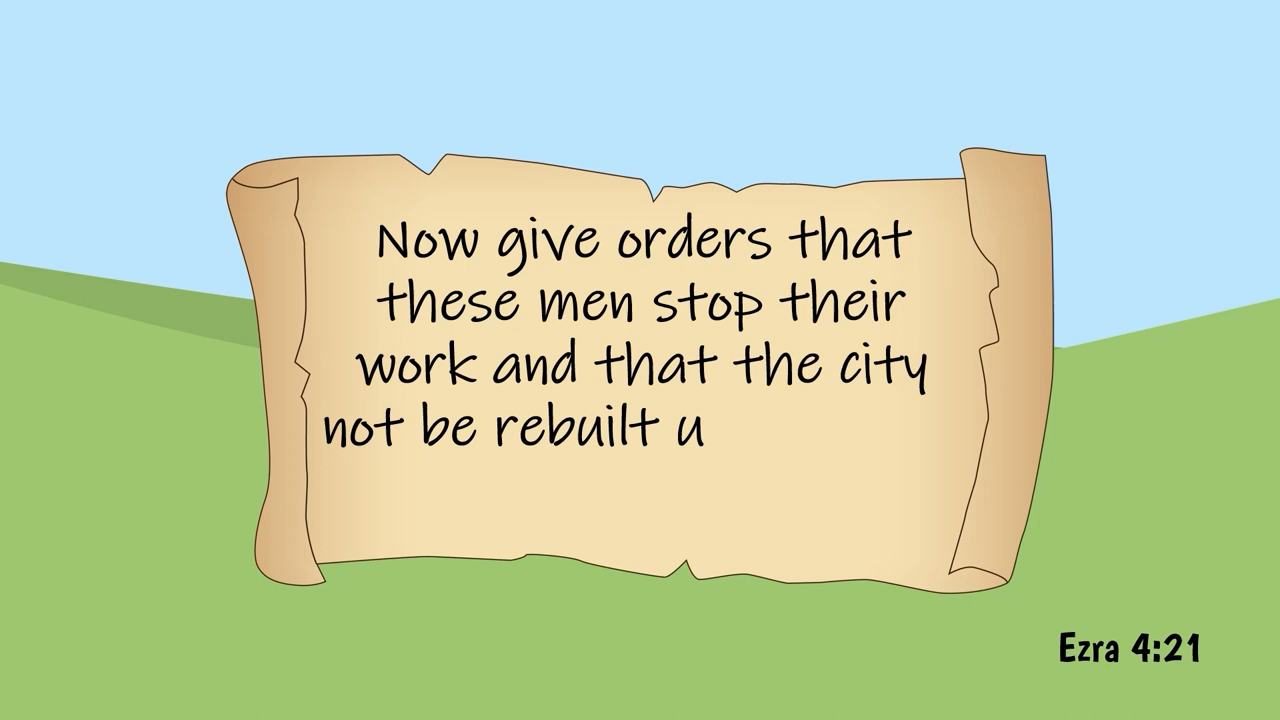 Now give orders that
these men stop their
work and that the city
not be rebuilt u
Ezra 4:21